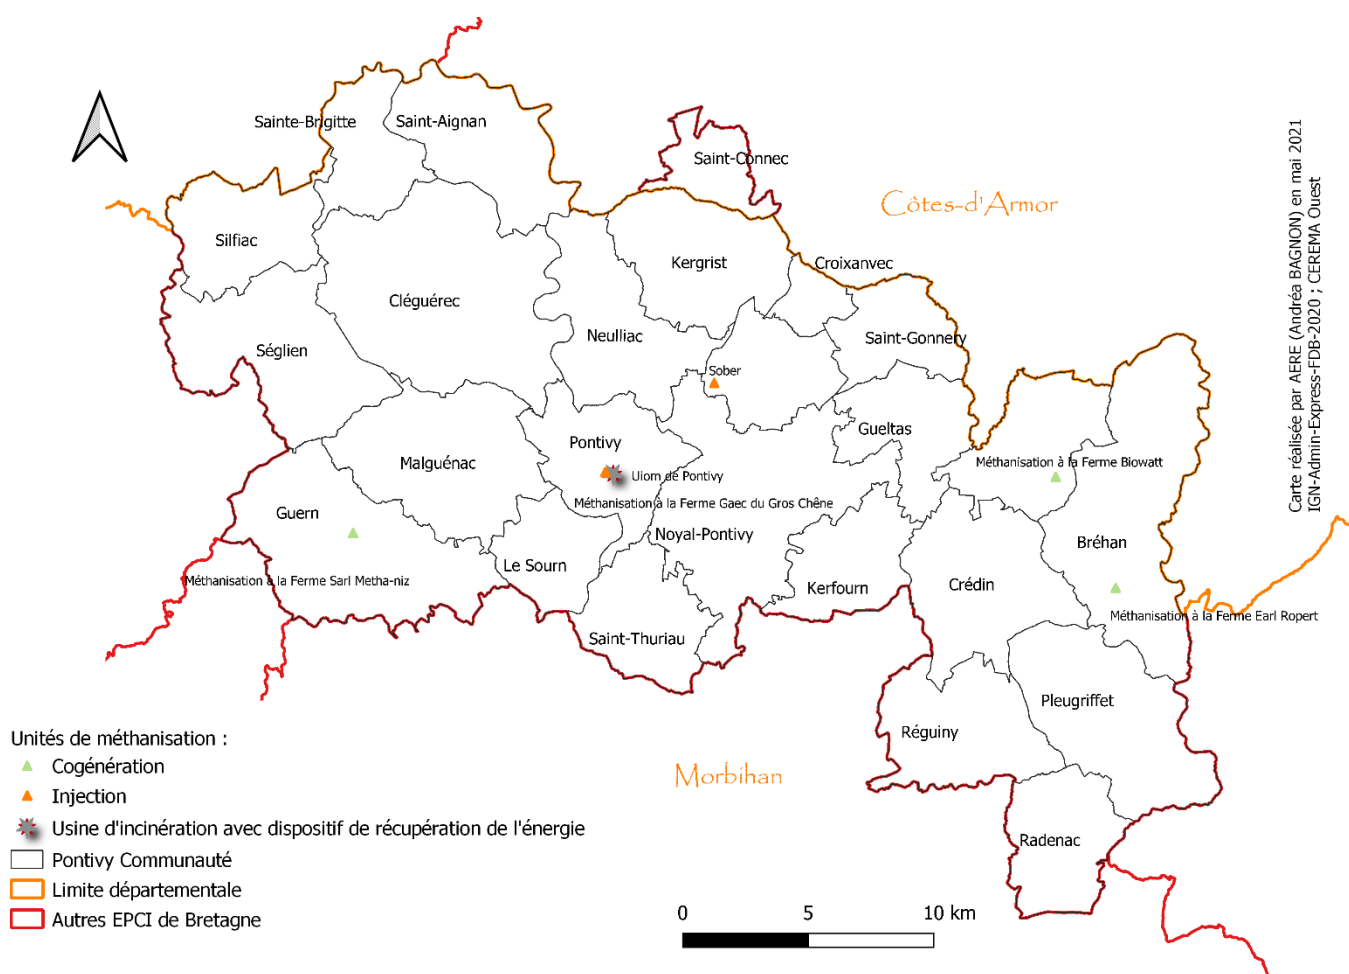 Sainte-Brigitte
Saint-Aignan
Saint-Connec
Côtes-d'Armor
Silfiac
Kergrist
Croixanvec
Cléguérec
Neulliac
Saint-Gonnery
Séglien
Sober
Gueltas
Pontivy
Malguénac
Méthanisation à la Ferme Biowatt
Uiom de Pontivy
Méthanisation à la Ferme Gaec du Gros Chêne
Guern
Noyal-Pontivy
Bréhan
Le Sourn
Méthanisation à la Ferme Sarl Metha-niz
Kerfourn
Crédin
Méthanisation à la Ferme Earl Ropert
Saint-Thuriau
Pleugriffet
Réguiny
Morbihan
Radenac
Carte réalisée par AERE (Andréa BAGNON) en mai 2021
IGN-Admin-Express-FDB-2020 ; CEREMA Ouest
Unités de méthanisation :
Cogénération
Injection
Usine d'incinération avec dispositif de récupération de l'énergie
Pontivy Communauté
Limite départementale
Autres EPCI de Bretagne
0 5 10 km